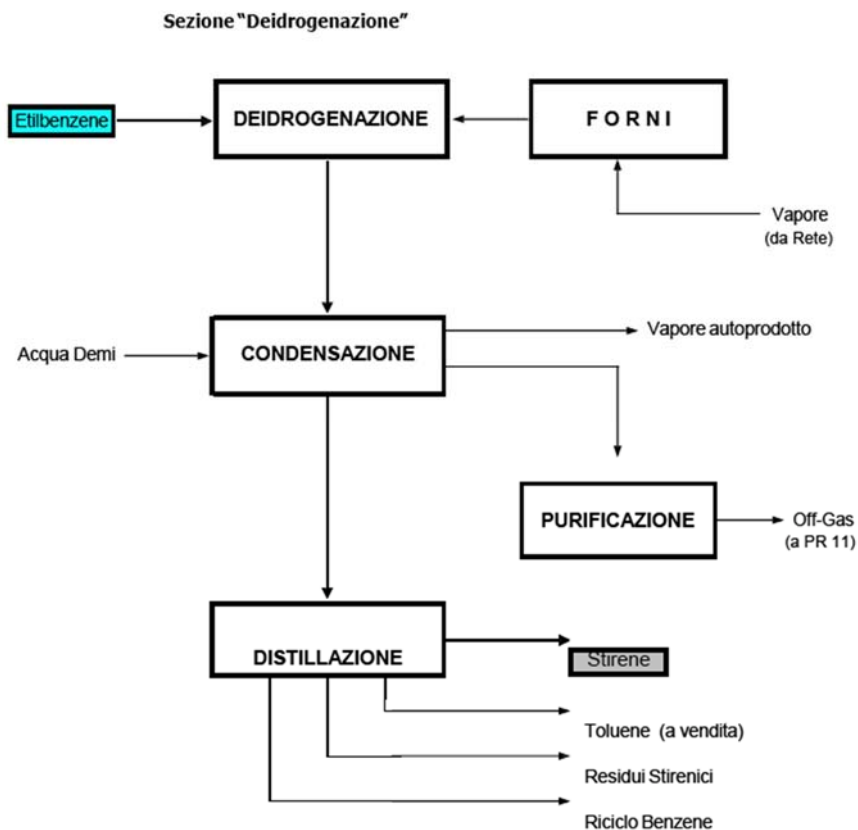 Sezione "Deidrogenazione"
Etilbenzene
DEIDROGENAZIONE
F O R N I
Vapore
(da Rete)
Acqua Demi
CONDENSAZIONE
Vapore autoprodotto
PURIFICAZIONE
Off-Gas
(a PR 11)
DISTILLAZIONE
Stirene
Toluene (a vendita)
Residui Stirenici
Riciclo Benzene